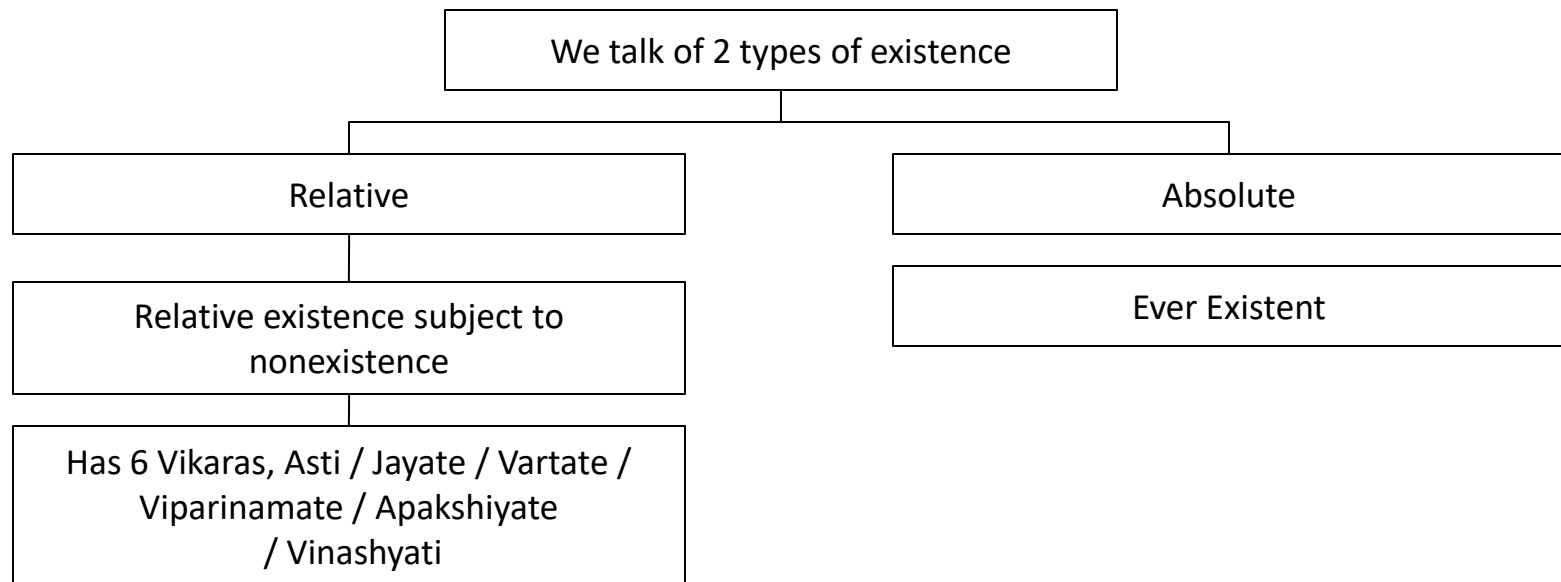 We talk of 2 types of existence
Relative
Absolute
Relative existence subject to
nonexistence
Ever Existent
Has 6 Vikaras, Asti / Jayate / Vartate /
Viparinamate / Apakshiyate
/ Vinashyati